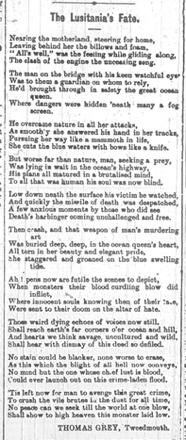 The Lusitania's Fate.
Nearing the motherland, steering for home,
Leaving behind her the billows and foam,
"All's well," was the feeling while gliding along,
The clash of the engine the unceasing song.
The man on the bridge with his keen watchful eye
Was to them a guardian on whom to rely,
He'd brought through in safety the great ocean
queen,
Where dangers were hidden 'neath many a fog
screen.
He overcame nature in all her attacks,
As smoothly she answered his hand in her tracks,
Pursuing her way like a mammoth in life,
She cuts the blue waters with bows like a knife.
But worse far than nature, man, seeking a prey,
Was lying in wait in the ocean's highway,
His plans all matured in a brutalised mind,
To all that was human his soul was now blind.
Low down neath the surface his victim he watched,
And quickly the missile of death was despatched,
A few anxious moments by those who did see
Death's harbinger coming unchallenged and free.
Then crash, and that weapon of man's murdering
art
Was buried deep, deep, in the ocean queen's heart,
All torn in her beauty and elegant pride,
She staggered and groaned on the blue swelling
tide.
Ah! pens now are futile the scenes to depict,
When monsters their blood curdling blow did
inflict,
Where innocent souls knowing then of their fate,
Were sent to their doom on the altar of hate.
Those weird dying echoes of voices now still,
Shall reach earth's far corners o'er ocean and hill,
And hearts we think savage, uncultured and wild,
Shall hear with dismay of this deed so defiled.
No stain could be blacker, none worse to erase,
As this which the blight of all hell now conveys,
No mind but the one whose chief lust is blood,
Could ever launch out on this crime-laden flood.
Tis left now for man to avenge this great crime,
To crush the vile brutes in the dust for all time,
No peace can we seek till the world at one blow,
Shall show to high heaven this monster laid low.
THOMAS GREY, Tweedmouth.